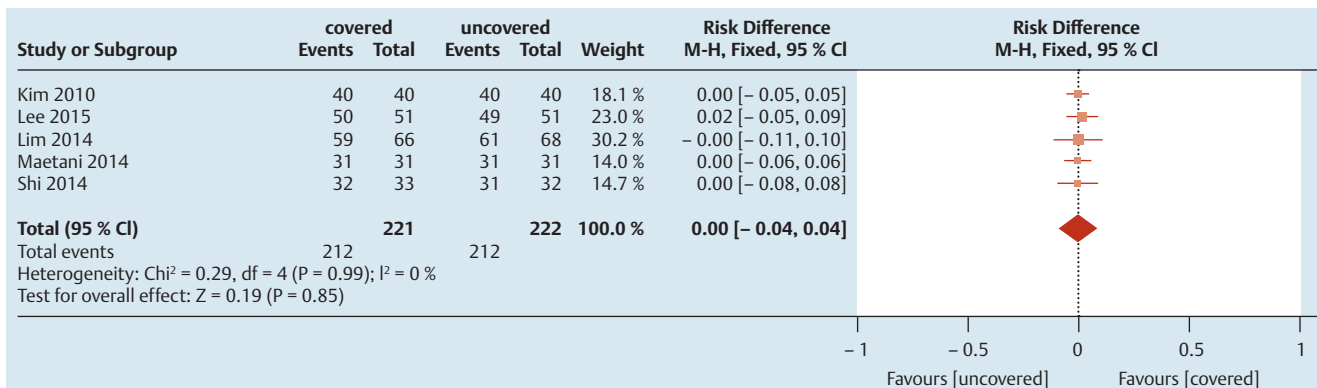 covered uncovered Risk Difference Risk Difference
Study or Subgroup Events Total Events Total Weight M-H, Fixed, 95 % Cl M-H, Fixed, 95 % Cl
Kim 2010 40 40 40 40 18.1 % 0.00 [– 0.05, 0.05]
Lee 2015 50 51 49 51 23.0 % 0.02 [– 0.05, 0.09]
Lim 2014 59 66 61 68 30.2 % – 0.00 [– 0.11, 0.10]
Maetani 2014 31 31 31 31 14.0 % 0.00 [– 0.06, 0.06]
Shi 2014 32 33 31 32 14.7 % 0.00 [– 0.08, 0.08]
Total (95 % Cl) 221 222 100.0 % 0.00 [– 0.04, 0.04]
Total events 212 212
Heterogeneity: Chi² = 0.29, df = 4 (P = 0.99); l² = 0 %
Test for overall effect: Z = 0.19 (P = 0.85)
– 1 – 0.5 0 0.5 1
Favours [uncovered] Favours [covered]